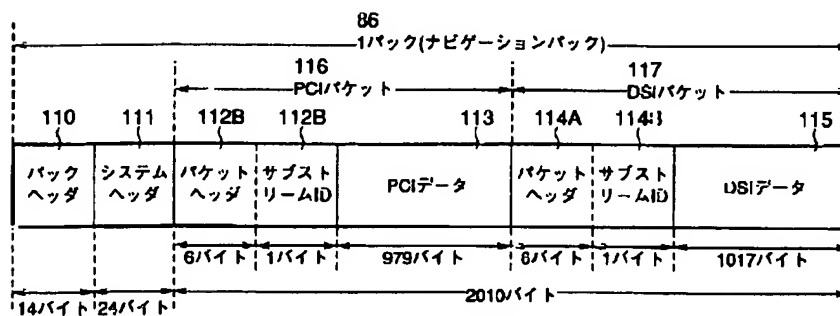 86
1パック(ナビゲーションパック)
116 117
PCIパケット DSIパケット
110 111 112B 112B 113 114A 114B 115
パック
ヘッダ
システム
ヘッダ
パケット
ヘッダ
サブスト
リームID
PCIデータ
パケット
ヘッダ
サブスト
リームID
DSIデータ
6バイト 1バイト 979バイト 6バイト 1バイト 1017バイト
14バイト 24バイト 2010バイト